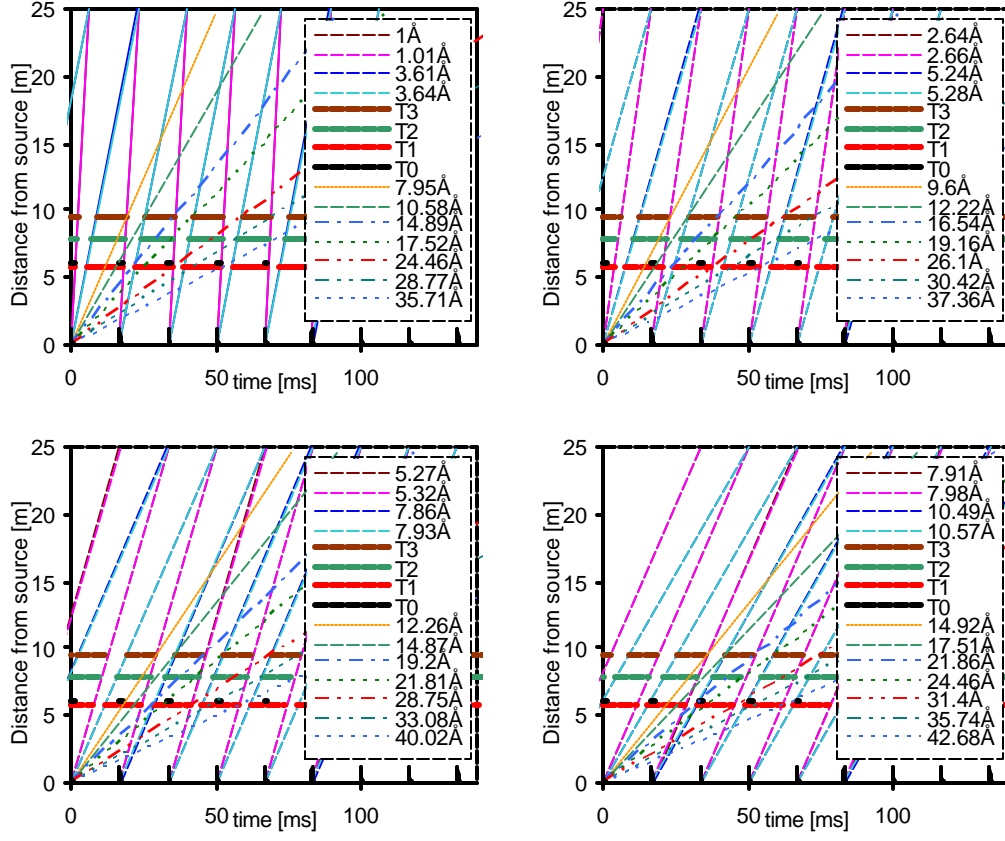 25
20
15
10
5
0
Distance from source [m]
0
50
100
time [ms]
1Å
1.01Å
3.61Å
3.64Å
T3
T2
T1
T0
7.95Å
10.58Å
14.89Å
17.52Å
24.46Å
28.77Å
35.71Å
25
20
15
10
5
0
Distance from source [m]
0
50
100
time [ms]
2.64Å
2.66Å
5.24Å
5.28Å
T3
T2
T1
T0
9.6Å
12.22Å
16.54Å
19.16Å
26.1Å
30.42Å
37.36Å
25
20
15
10
5
0
Distance from source [m]
0
50
100
time [ms]
5.27Å
5.32Å
7.86Å
7.93Å
T3
T2
T1
T0
12.26Å
14.87Å
19.2Å
21.81Å
28.75Å
33.08Å
40.02Å
25
20
15
10
5
0
Distance from source [m]
0
50
100
time [ms]
7.91Å
7.98Å
10.49Å
10.57Å
T3
T2
T1
T0
14.92Å
17.51Å
21.86Å
24.46Å
31.4Å
35.74Å
42.68Å